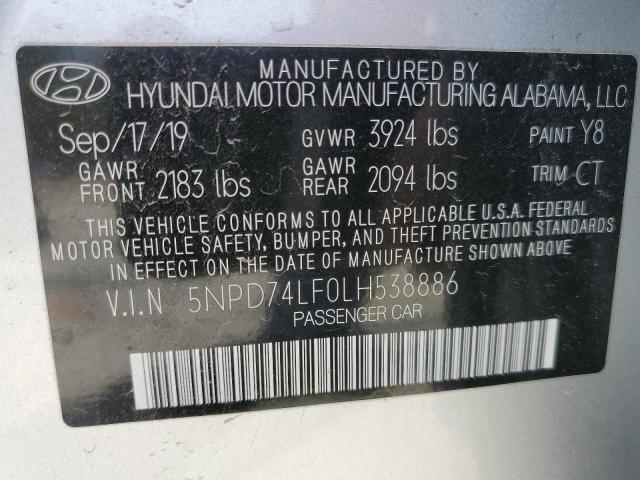 MANUFACTURED BY
HYUNDAI MOTOR MANUFACTURING ALABAMA, LLC
Sep/17/19 GVWR 3924 lbs PAINT Y8
GAWR FRONT 2183 lbs GAWR REAR 2094 lbs TRIM CT
THIS VEHICLE CONFORMS TO ALL APPLICABLE U.S.A. FEDERAL
MOTOR VEHICLE SAFETY, BUMPER, AND THEFT PREVENTION STANDARDS
IN EFFECT ON THE DATE OF MANUFACTURE SHOWN ABOVE
V.I.N 5NPD74LF0LH538886
PASSENGER CAR